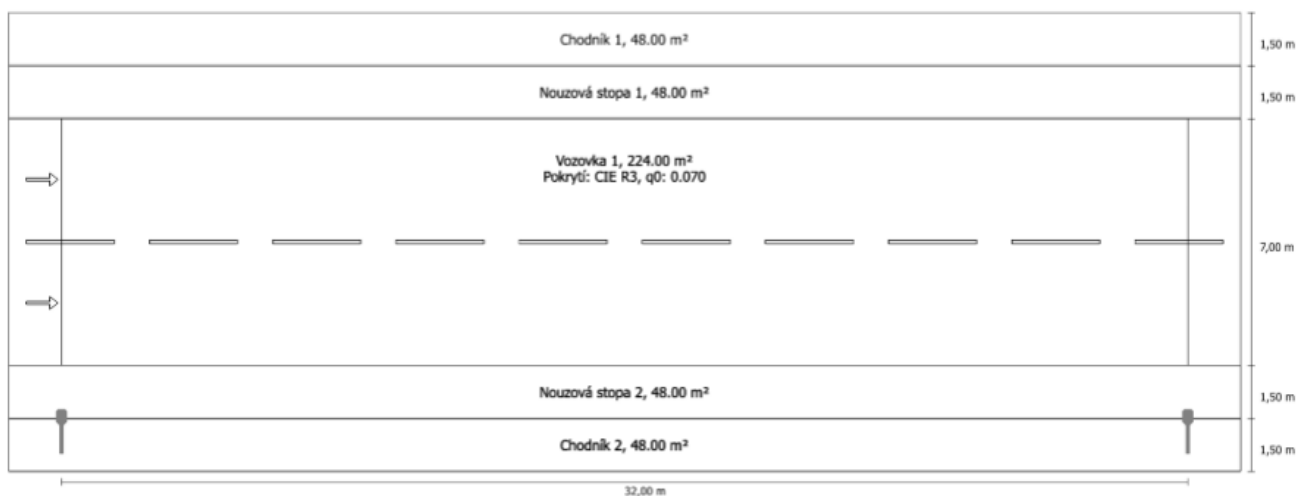 Chodník 1, 48.00 m²
1,50 m
Nouzová stopa 1, 48.00 m²
1,50 m
Vozovka 1, 224.00 m²
Pokrytí: CIE R3, q0: 0.070
7,00 m
Nouzová stopa 2, 48.00 m²
1,50 m
Chodník 2, 48.00 m²
1,50 m
32,00 m